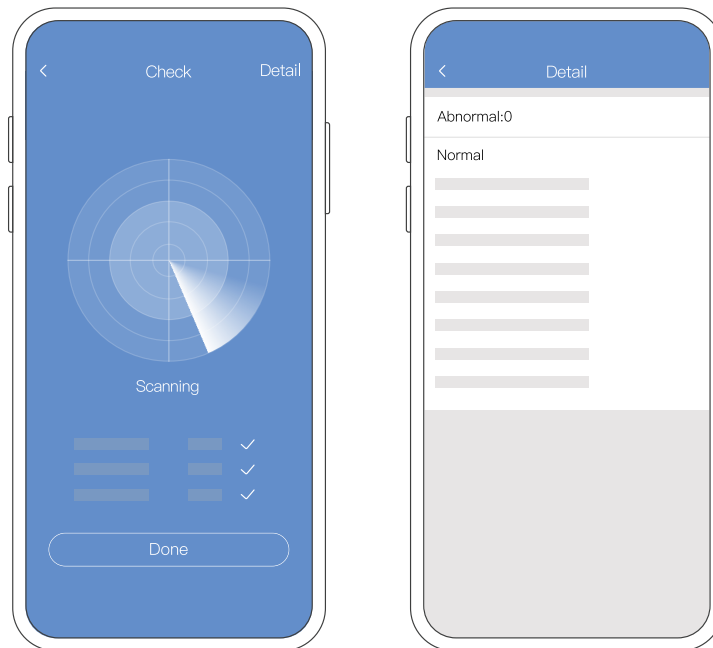 Check
Detail
Scanning
Done
Detail
Abnormal:0
Normal